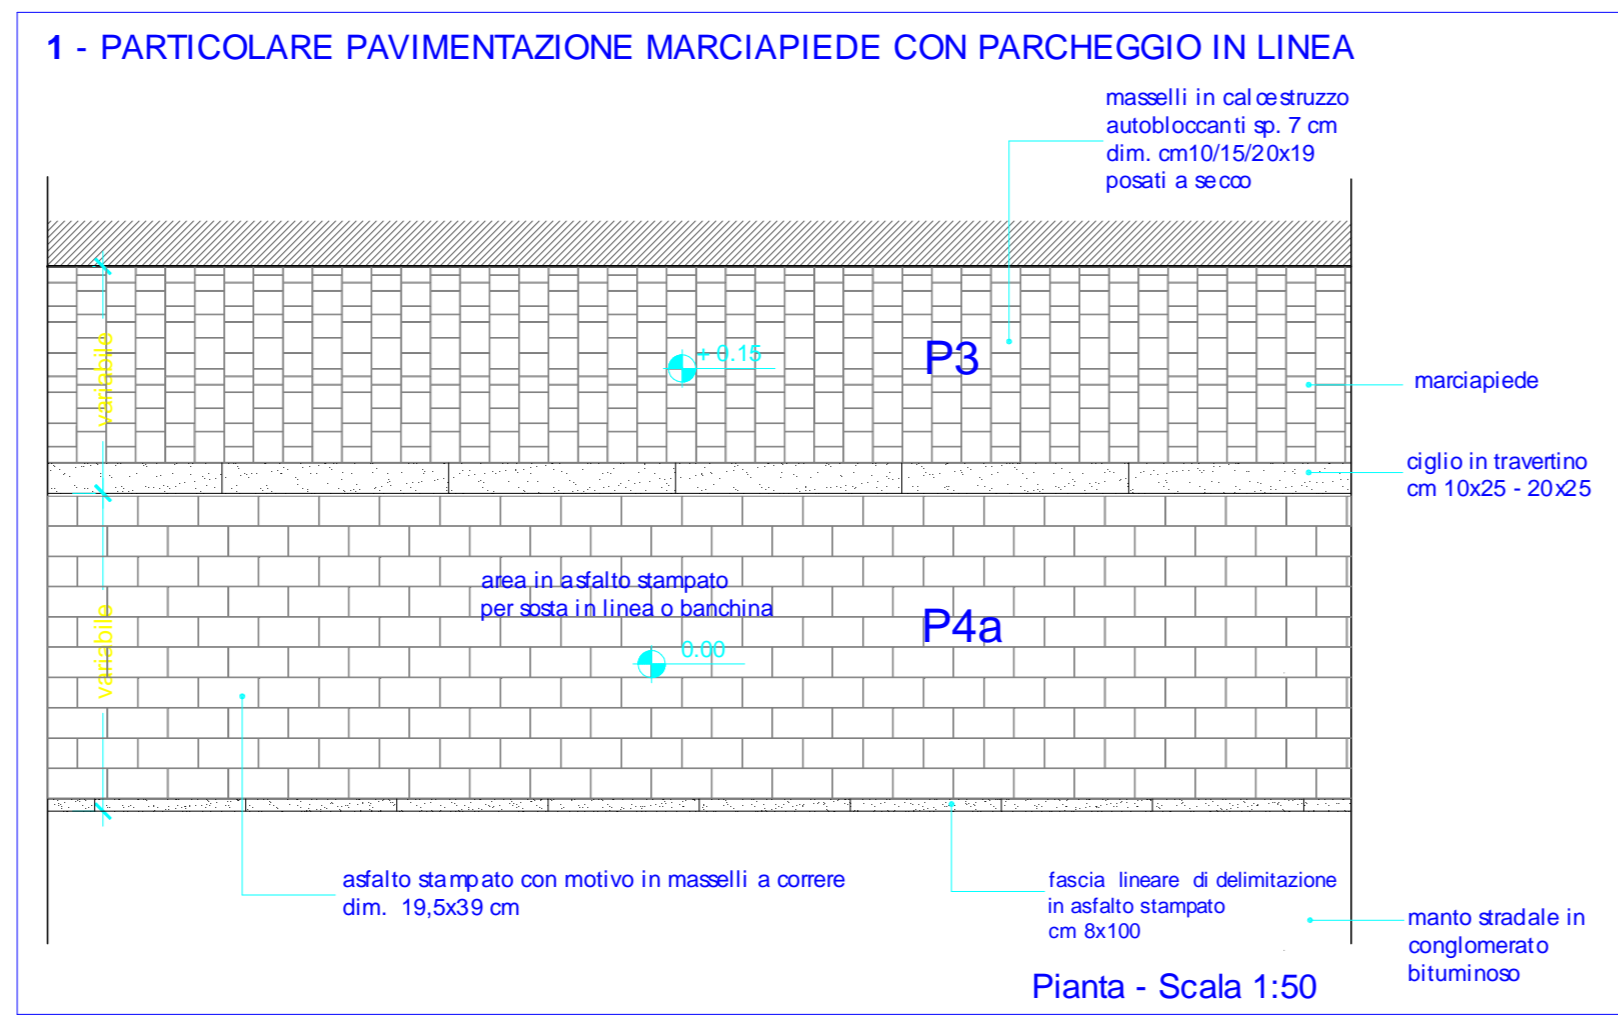 1 - PARTICOLARE PAVIMENTAZIONE MARCIAPIEDE CON PARCHEGGIO IN LINEA
masselli in calcestruzzo
autobloccanti sp. 7 cm
dim. cm10/15/20x19
posati a secco
variabile
+ 0.15
P3
marciapiede
ciglio in travertino
cm 10x25 - 20x25
area in asfalto stampato
per sosta in linea o banchina
P4a
variabile
0.00
asfalto stampato con motivo in masselli a correre
dim. 19,5x39 cm
fascia lineare di delimitazione
in asfalto stampato
cm 8x100
manto stradale in
conglomerato
bituminoso
Pianta - Scala 1:50